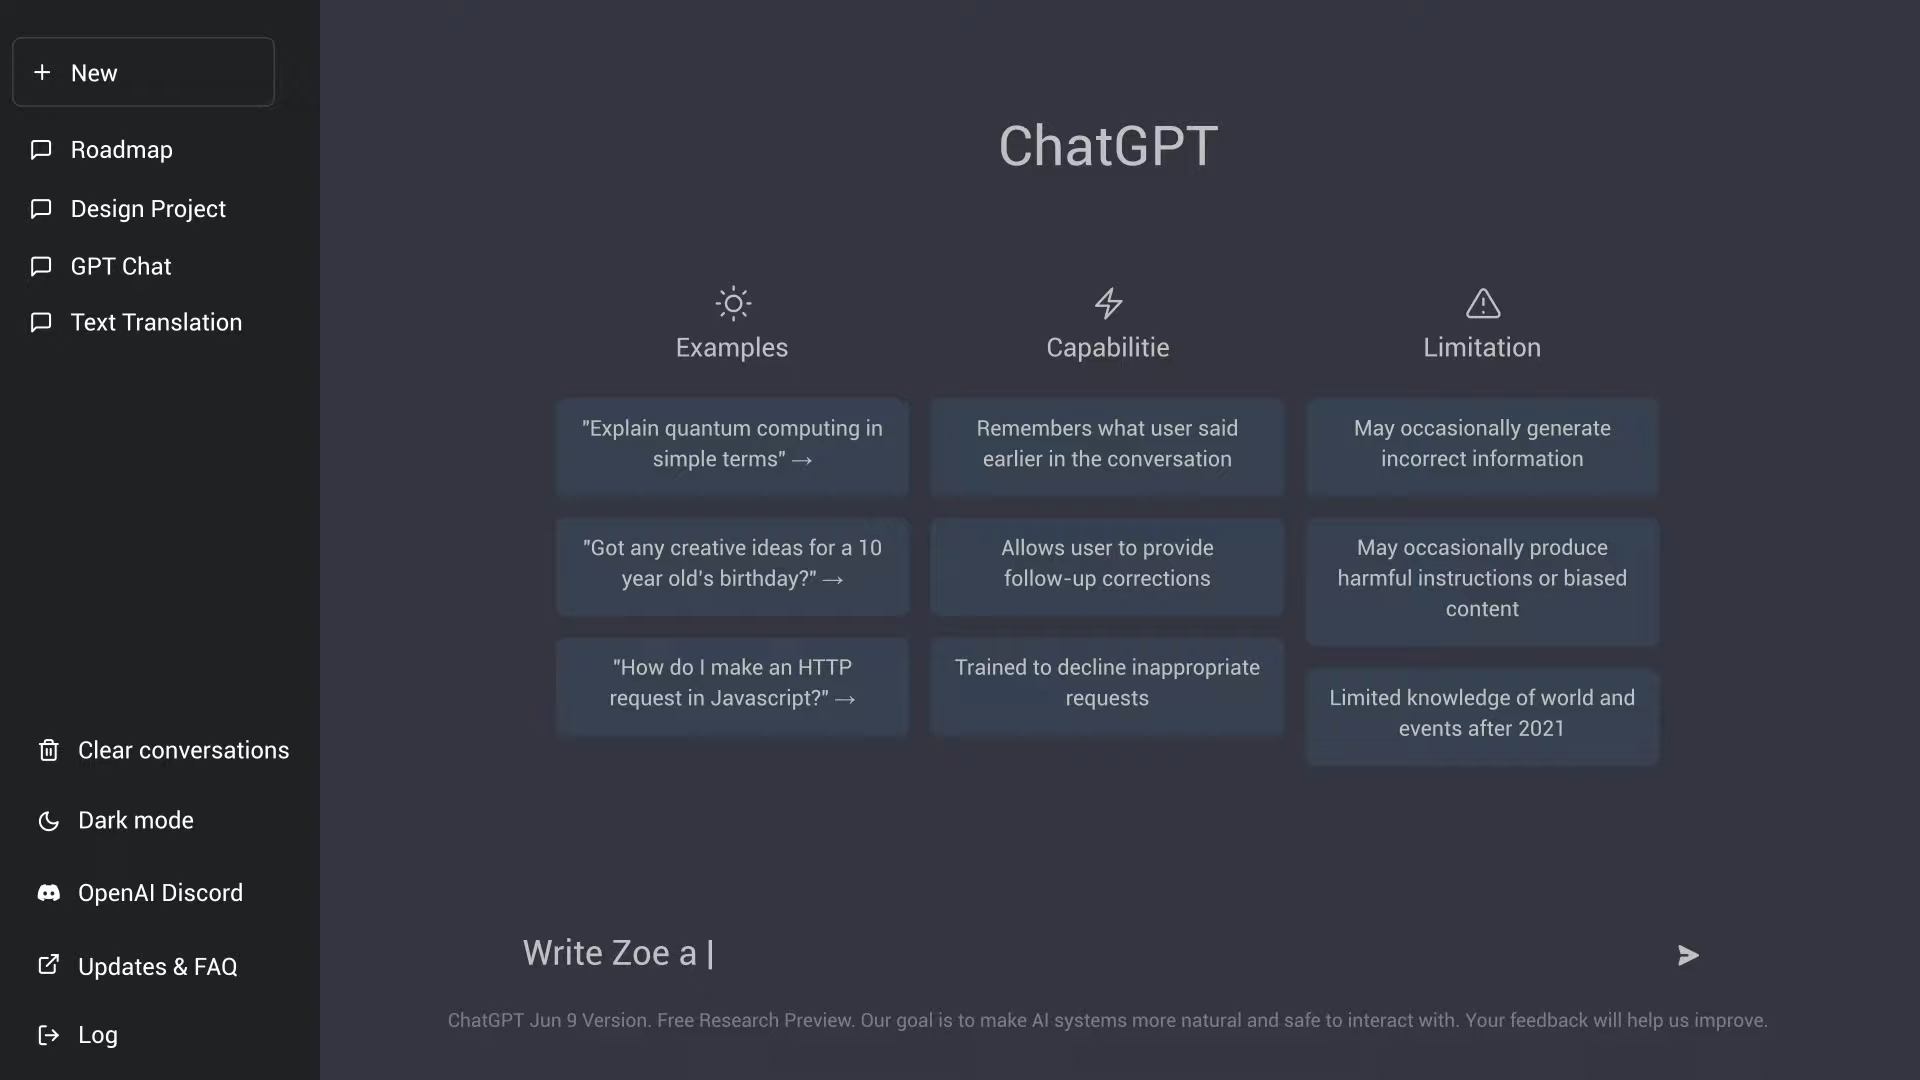 New
Roadmap
Design Project
GPT Chat
Text Translation
Clear conversations
Dark mode
OpenAI Discord
Updates & FAQ
Log
ChatGPT
Examples
"Explain quantum computing in
simple terms" →
"Got any creative ideas for a 10
year old's birthday?" →
"How do I make an HTTP
request in Javascript?" →
Capabilitie
Remembers what user said
earlier in the conversation
Allows user to provide
follow-up corrections
Trained to decline inappropriate
requests
Limitation
May occasionally generate
incorrect information
May occasionally produce
harmful instructions or biased
content
Limited knowledge of world and
events after 2021
Write Zoe a |
ChatGPT Jun 9 Version. Free Research Preview. Our goal is to make AI systems more natural and safe to interact with. Your feedback will help us improve.